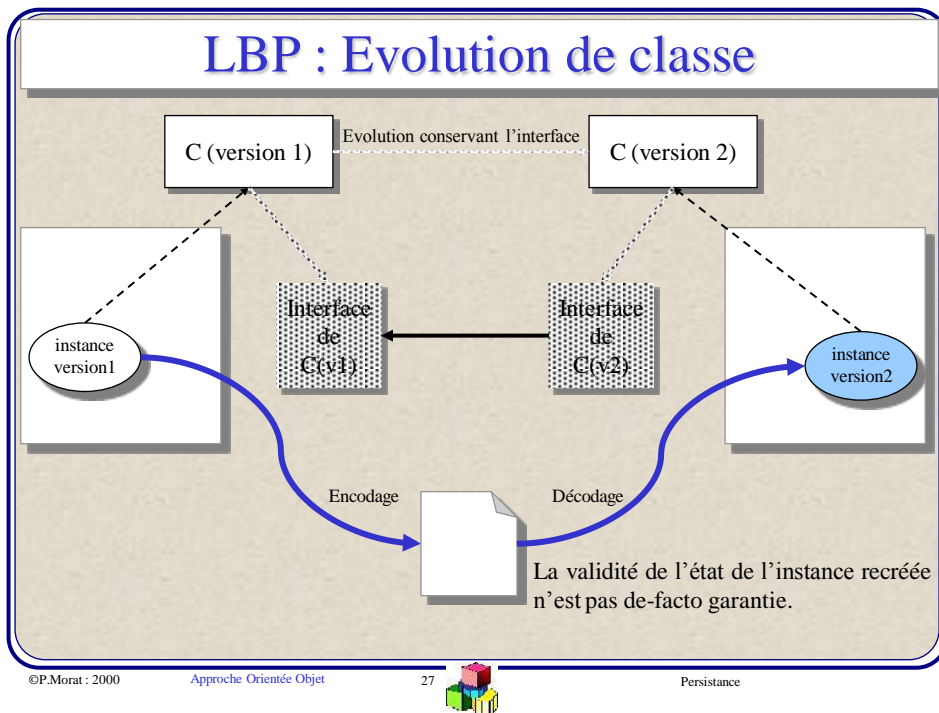 LBP : Evolution de classe
C (version 1)
Evolution conservant l’interface
C (version 2)
Interface
de
C(v1)
Interface
de
C(v2)
instance
version1
instance
version2
Encodage
Décodage
La validité de l’état de l’instance recréée
n’est pas de-facto garantie.
©P.Morat : 2000
Approche Orientée Objet
27
Persistance